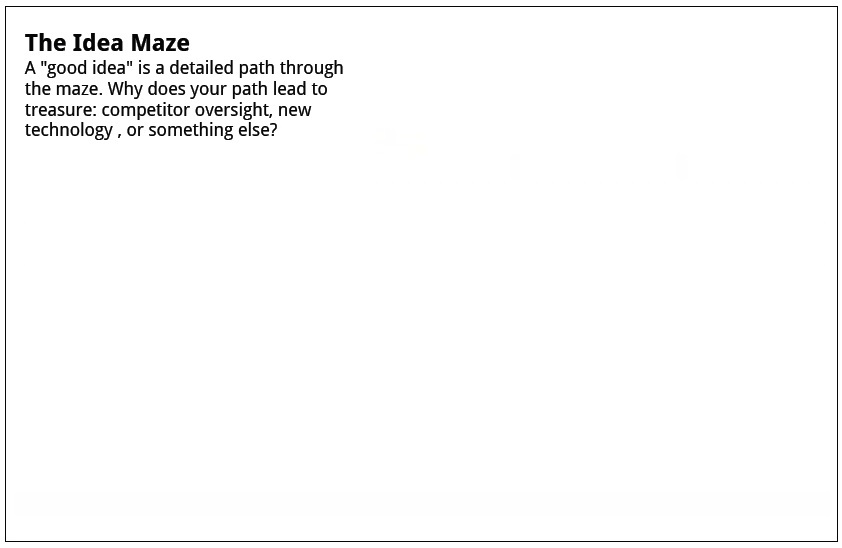 The Idea Maze
A "good idea" is a detailed path through
the maze. Why does your path lead to
treasure: competitor oversight, new
technology , or something else?